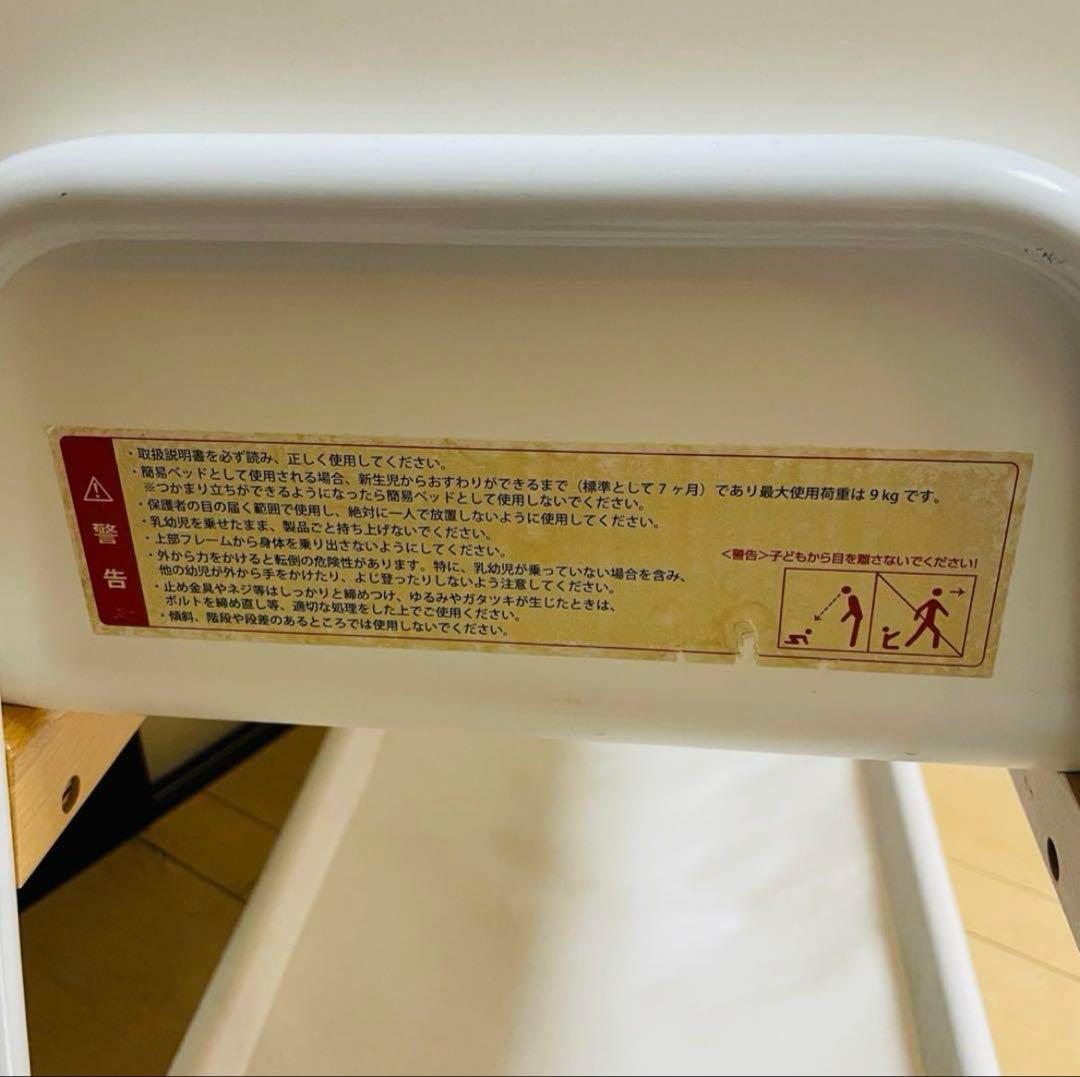 警告
・取扱説明書を必ず読み、正しく使用してください。
・簡易ベッドとして使用される場合、新生児からおすわりができるまで（標準として7ヶ月）であり最大使用荷重は9kgです。
※つかまり立ちができるようになったら簡易ベッドとして使用しないでください。
・保護者の目の届く範囲で使用し、絶対に一人で放置しないように使用してください。
・乳幼児を乗せたまま、製品ごと持ち上げないでください。
・上部フレームから身体を乗り出さないようにしてください。
・外から力をかけると転倒の危険性があります。特に、乳幼児が乗っていない場合を含み、
他の幼児が外から手をかけたり、よじ登ったりしないよう注意してください。
・止め金具やネジ等はしっかりと締めつけ、ゆるみやガタツキが生じたときは、
ボルトを締め直し等、適切な処理をした上でご使用ください。
・傾斜、階段や段差のあるところでは使用しないでください。
＜警告＞子どもから目を離さないでください!